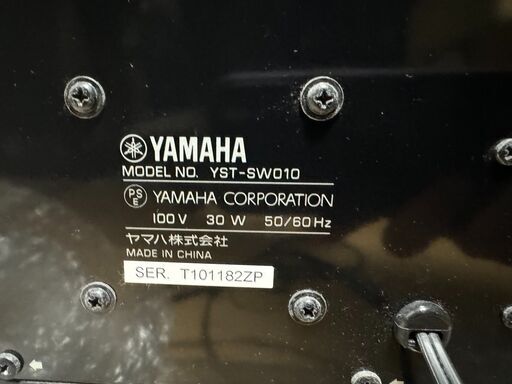 YAMAHA
MODEL NO. YST-SW010
PSE YAMAHA CORPORATION
100V 30W 50/60Hz
ヤマハ株式会社
MADE IN CHINA
SER. T101182ZP